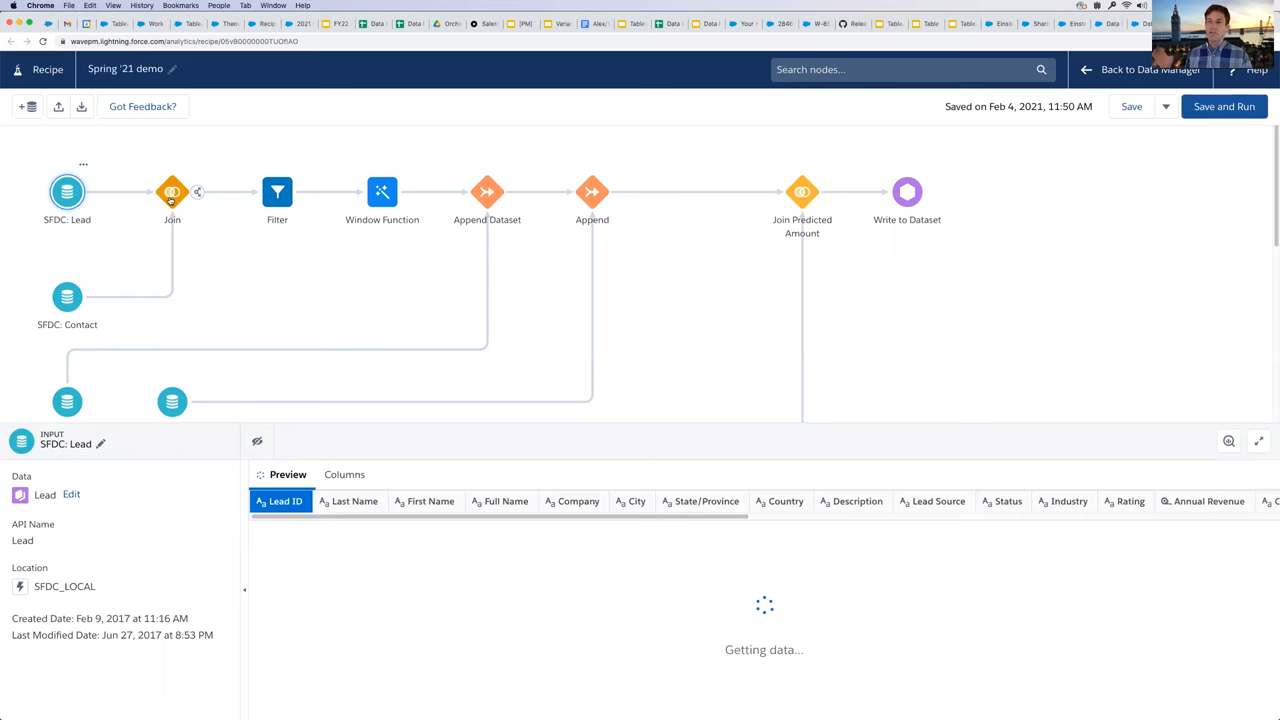 Chrome File Edit View History Bookmarks People Tab Window Help
wavepm.lightning.force.com/analytics/recipe/
Recipe
Spring '21 demo
Search nodes...
Back to Data Manager
Help
Got Feedback?
Saved on Feb 4, 2021, 11:50 AM
Save
Save and Run
SFDC: Lead
Join
Filter
Window Function
Append Dataset
Append
Join Predicted
Amount
Write to Dataset
SFDC: Contact
INPUT
SFDC: Lead
Data
Lead Edit
API Name
Lead
Location
SFDC_LOCAL
Created Date: Feb 9, 2017 at 11:16 AM
Last Modified Date: Jun 27, 2017 at 8:53 PM
Preview Columns
Lead ID Last Name First Name Full Name Company City State/Province Country Description Lead Source Status Industry Rating Annual Revenue
Getting data...